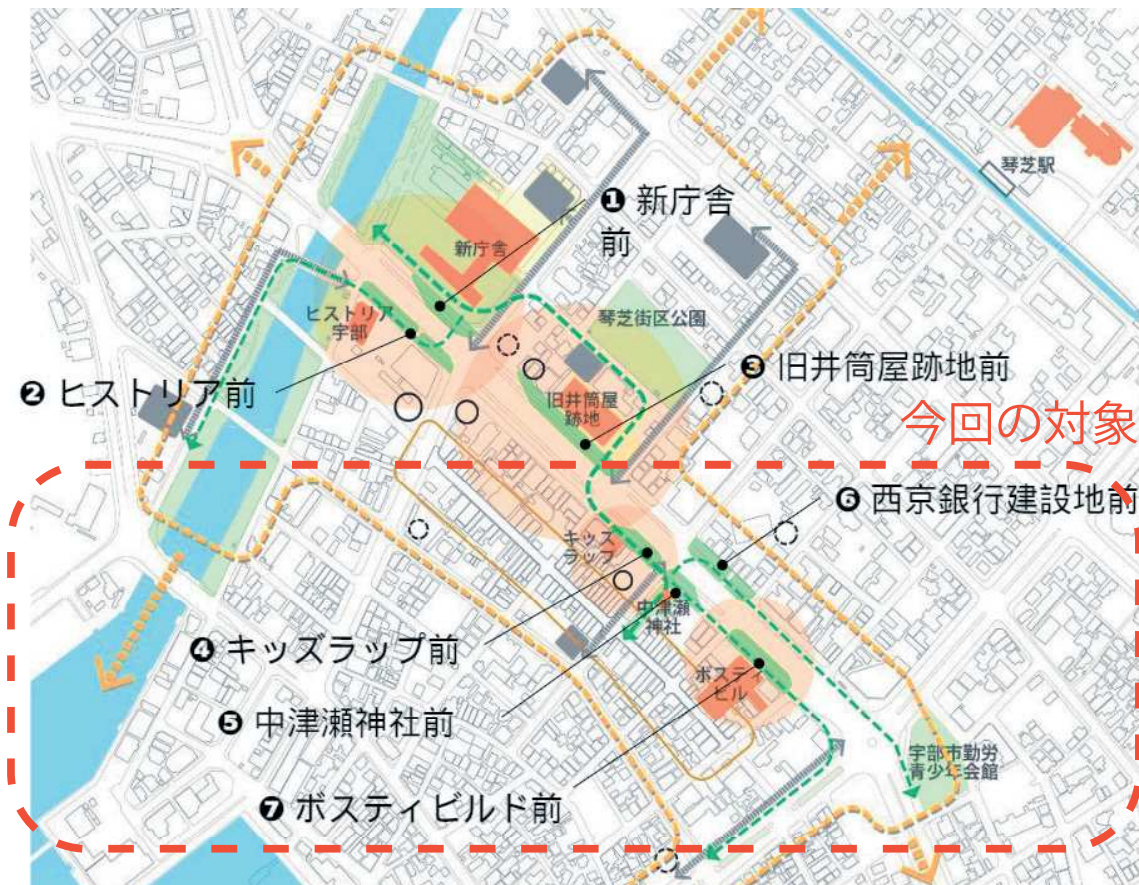 琴芝駅
❶ 新庁舎
前
新庁舎
ヒストリア
宇部
琴芝街区公園
❸ 旧井筒屋跡地前
❷ ヒストリア前
旧井筒屋
跡地
今回の対象
❻ 西京銀行建設地前
キッズ
ラップ
中津瀬
神社
❹ キッズラップ前
ボスティ
ビル
❺ 中津瀬神社前
宇部市勤労
青少年会館
❼ ボスティビルド前